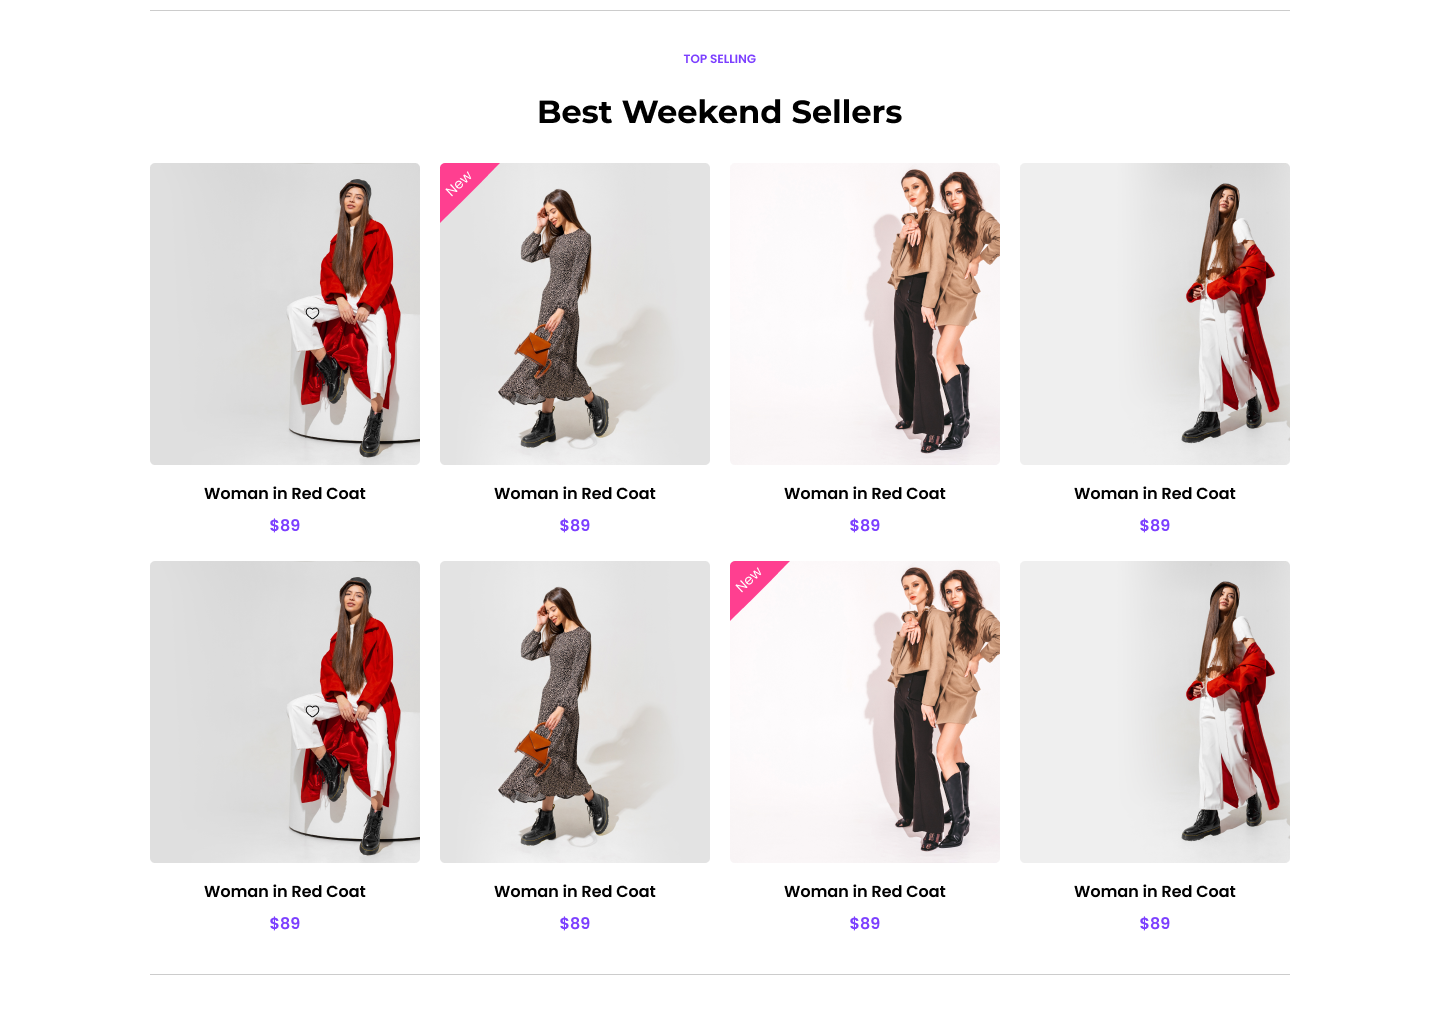 TOP SELLING
Best Weekend Sellers
New
Woman in Red Coat
$89
Woman in Red Coat
$89
Woman in Red Coat
$89
Woman in Red Coat
$89
New
Woman in Red Coat
$89
Woman in Red Coat
$89
Woman in Red Coat
$89
Woman in Red Coat
$89